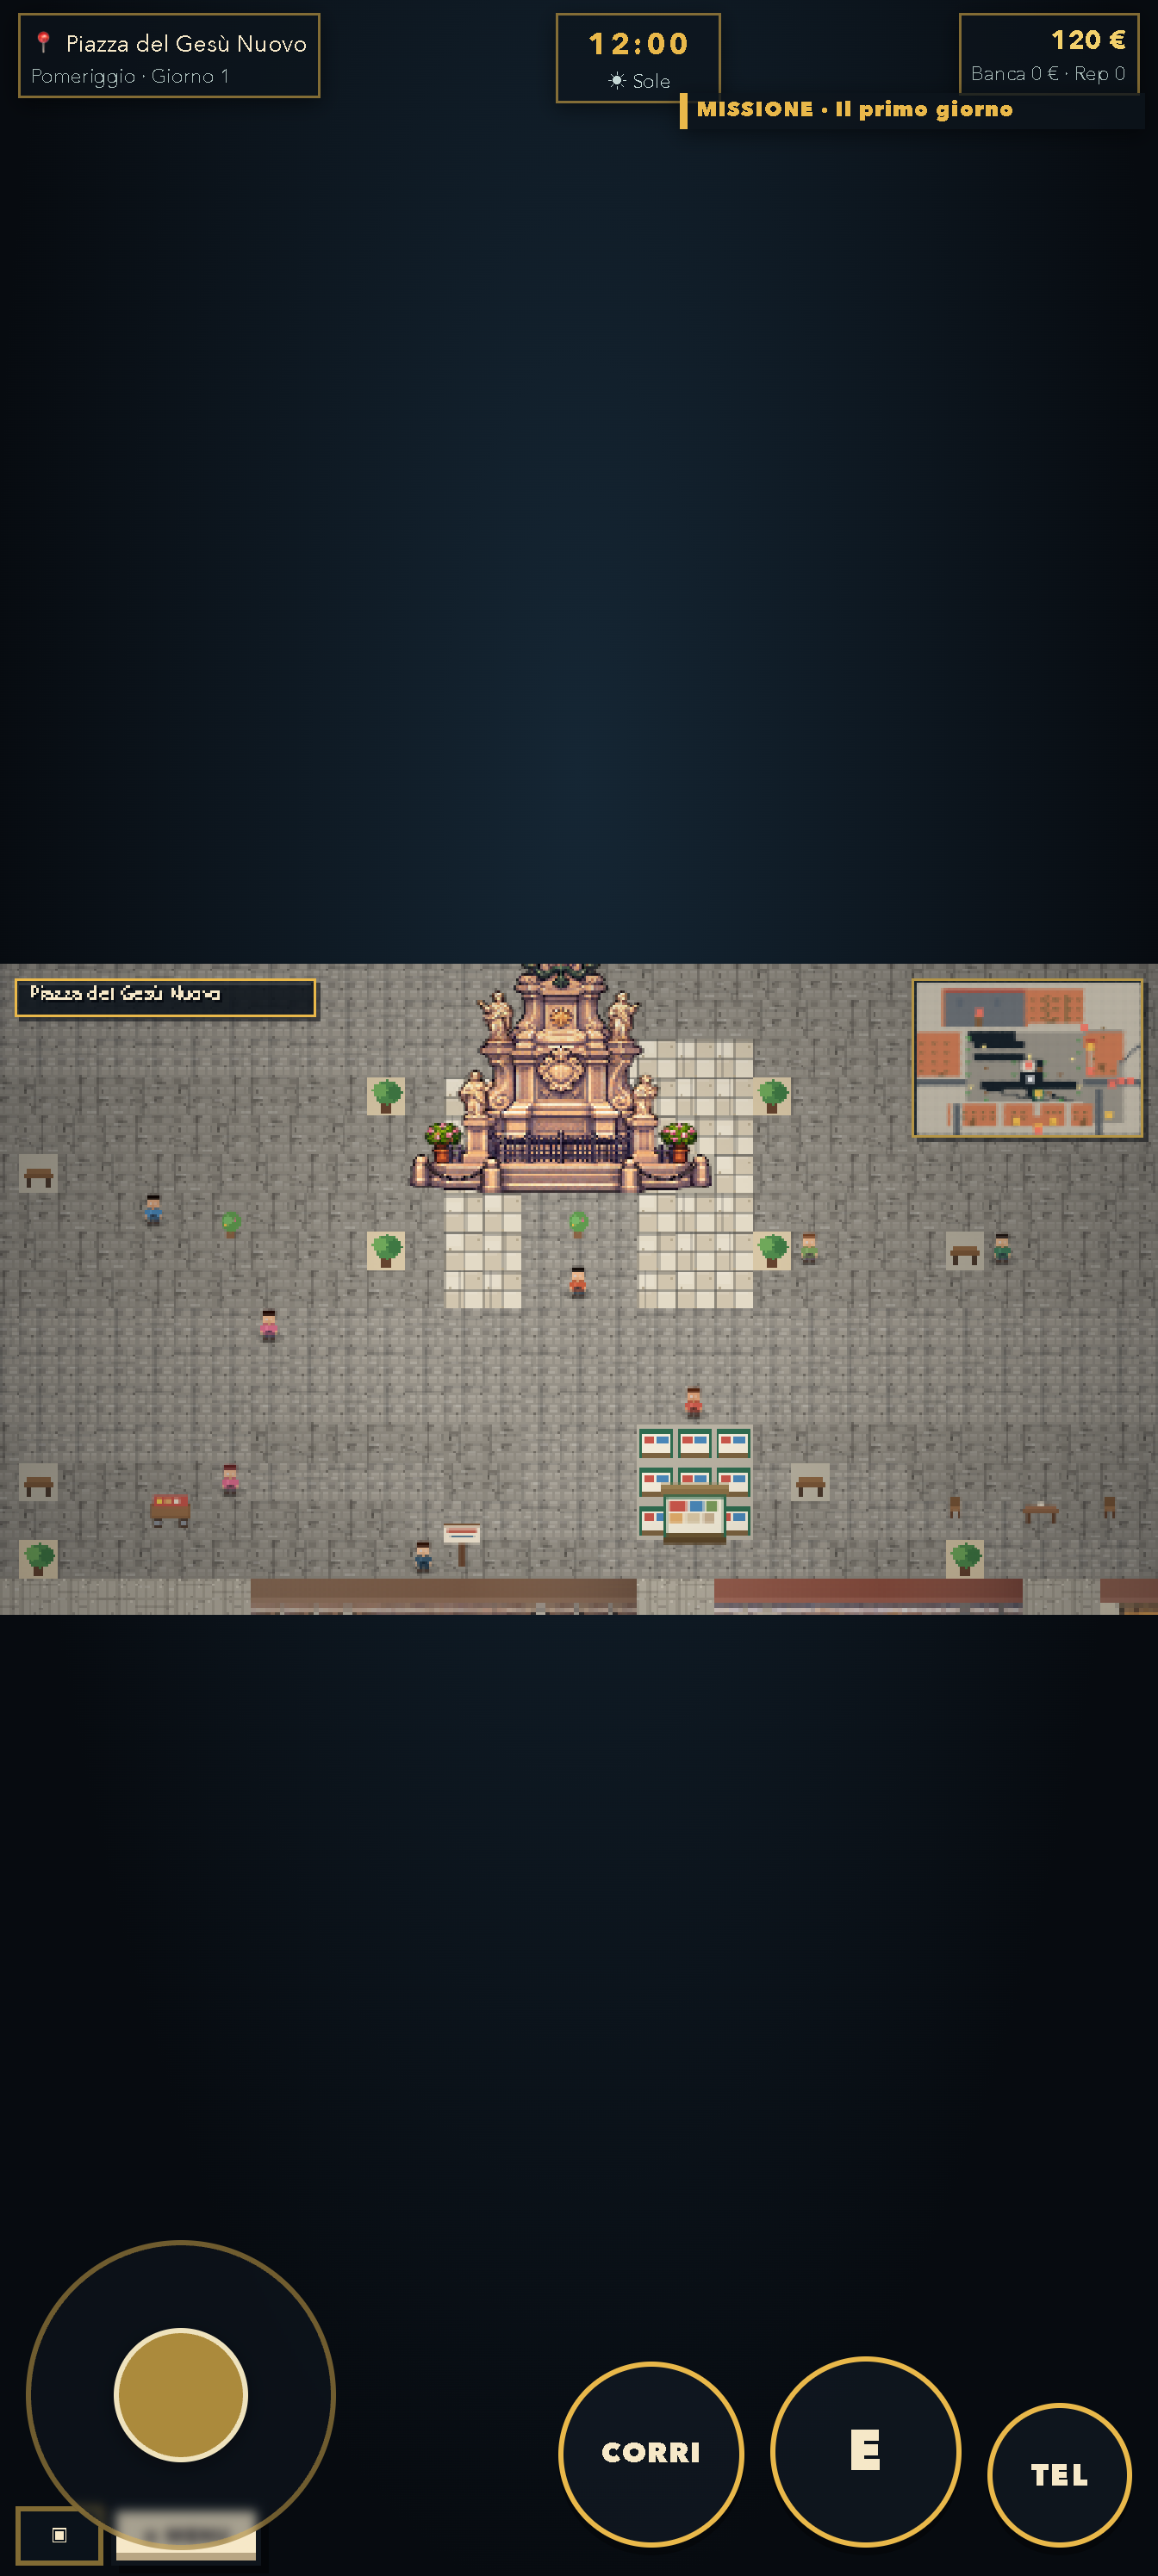 Piazza del Gesù Nuovo
Pomeriggio · Giorno 1
12:00
☀ Sole
120 €
Banca 0 € · Rep 0
MISSIONE · Il primo giorno
Piazza del Gesù Nuovo
CORRI
E
TEL